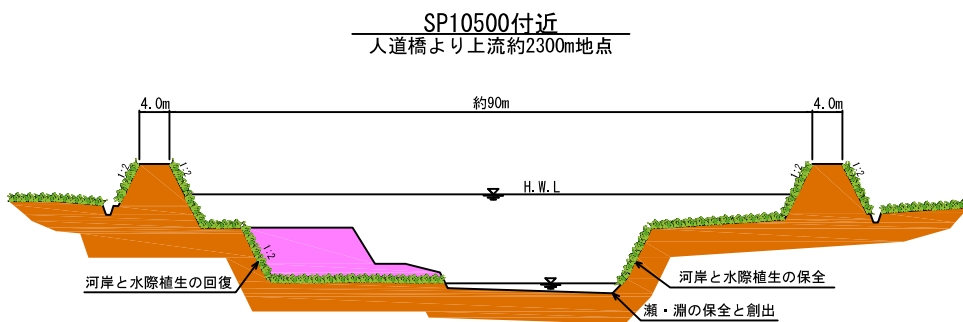 SP10500付近
人道橋より上流約2300m地点
4.0m
約90m
4.0m
1:2
1:2
1:2
1:2
H.W.L
1:2
河岸と水際植生の回復
河岸と水際植生の保全
瀬・淵の保全と創出